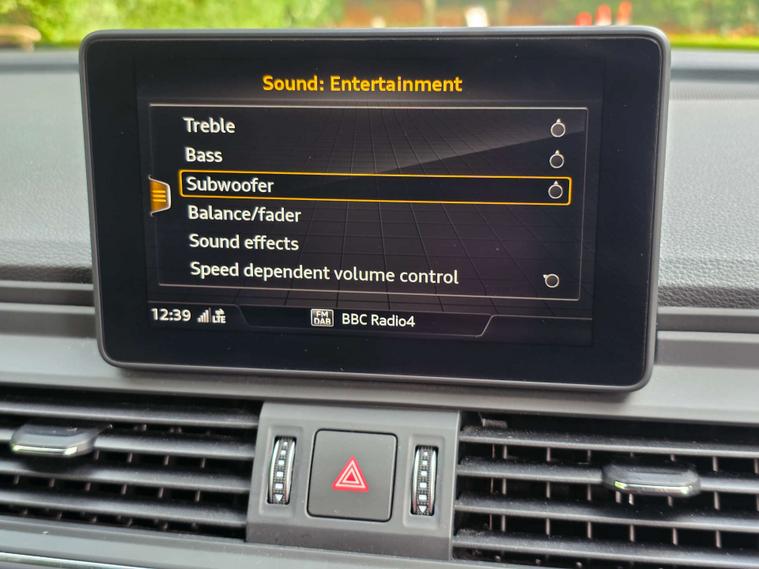 Sound: Entertainment
Treble
Bass
Subwoofer
Balance/fader
Sound effects
Speed dependent volume control
12:39 LTE FM DAB BBC Radio4